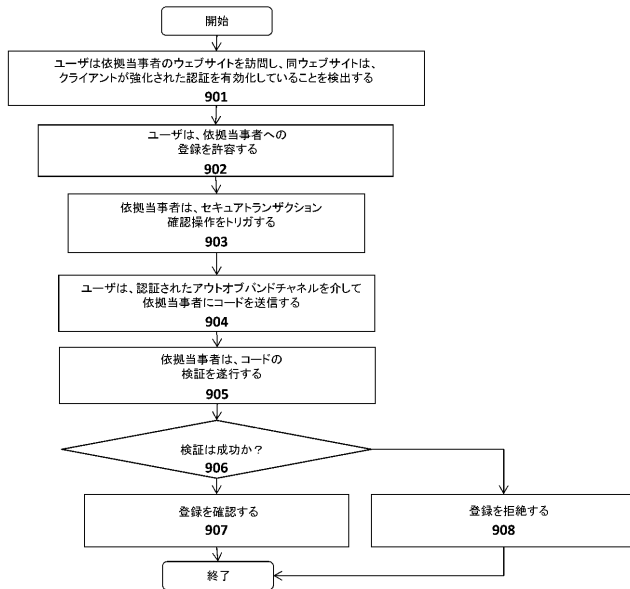 開始
ユーザは依拠当事者のウェブサイトを訪問し、同ウェブサイトは、
クライアントが強化された認証を有効化していることを検出する
901
ユーザは、依拠当事者への
登録を許容する
902
依拠当事者は、セキュアトランザクション
確認操作をトリガする
903
ユーザは、認証されたアウトオブバンドチャネルを介して
依拠当事者にコードを送信する
904
依拠当事者は、コードの
検証を遂行する
905
検証は成功か？
906
登録を確認する
907
登録を拒絶する
908
終了